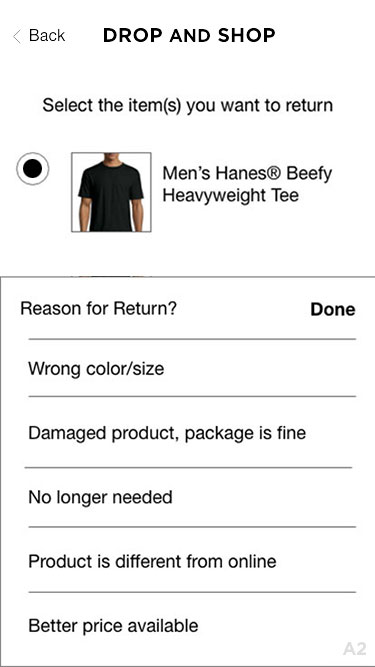 Back
DROP AND SHOP
Select the item(s) you want to return
Men's Hanes® Beefy
Heavyweight Tee
Reason for Return?
Done
Wrong color/size
Damaged product, package is fine
No longer needed
Product is different from online
Better price available
A2